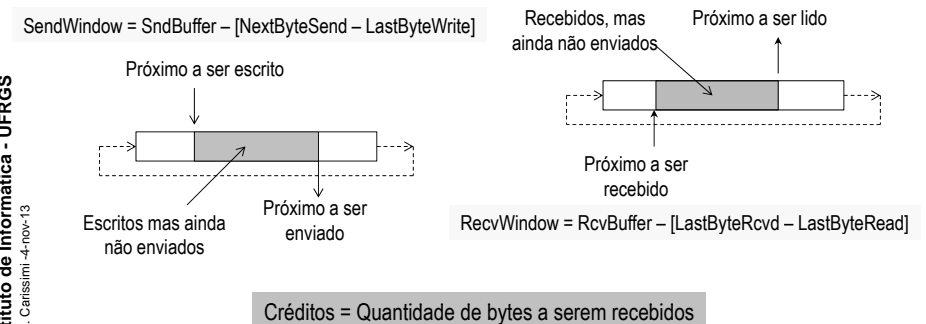 SendWindow = SndBuffer – [NextByteSend – LastByteWrite]
Próximo a ser escrito
Escritos mas ainda
não enviados
Próximo a ser
enviado
Recebidos, mas
ainda não enviados
Próximo a ser lido
Próximo a ser
recebido
RecvWindow = RcvBuffer – [LastByteRcvd – LastByteRead]
Créditos = Quantidade de bytes a serem recebidos
tituto de Informática - UFRGS
. Carissimi -4-nov-13